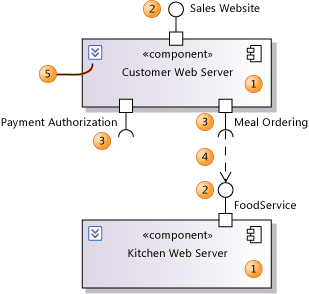 2 Sales Website
«component»
5
Customer Web Server
1
Payment Authorization
3
3 Meal Ordering
4
2
FoodService
«component»
Kitchen Web Server
1